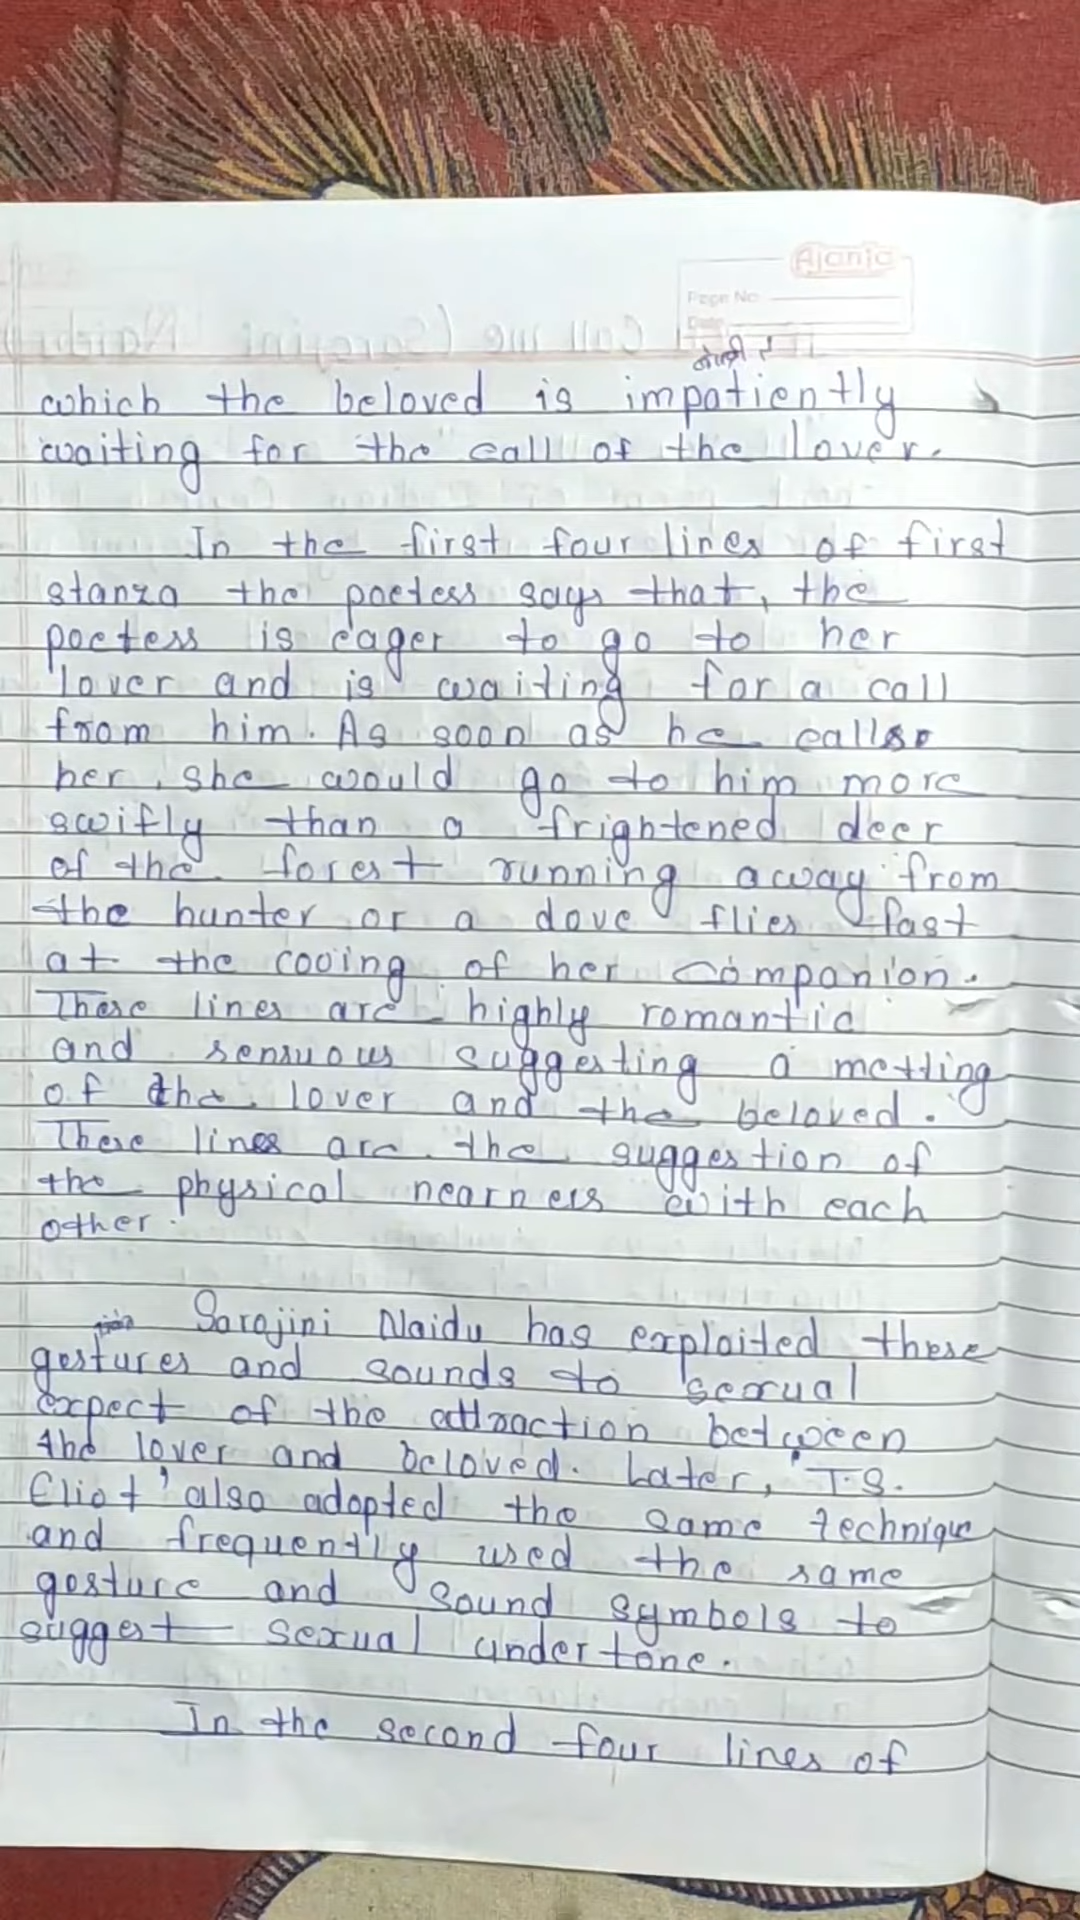 Ajanta
Page No.
Date
which the beloved is impatiently
waiting for the call of the lover.
In the first four lines of first
stanza the poetess says that, the
poetess is eager to go to her
lover and is waiting for a call
from him. As soon as he calls
her, she would go to him more
swifly than a frightened deer
of the forest running away from
the hunter or a dove flies fast
at the cooing of her companion.
These lines are highly romantic
and sensuous suggesting a metting
of the lover and the beloved.
These lines are the suggestion of
the physical nearness with each
other.
Sarojini Naidu has exploited these
gestures and sounds to sexual
expect of the attraction between
the lover and beloved. Later, 'T.S.
Eliot' also adopted the same technique
and frequently used the same
gesture and sound symbols to
suggest sexual undertone.
In the second four lines of